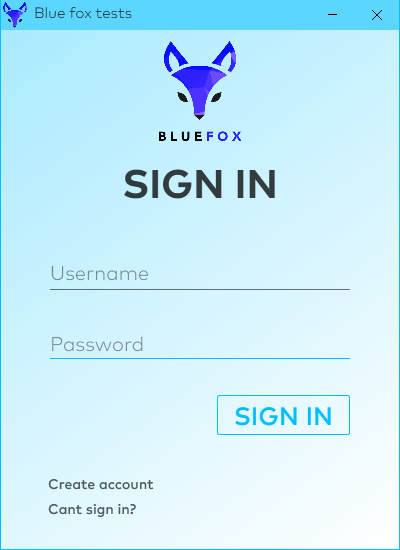 Blue fox tests
BLUEFOX
SIGN IN
Username
Password
SIGN IN
Create account
Cant sign in?